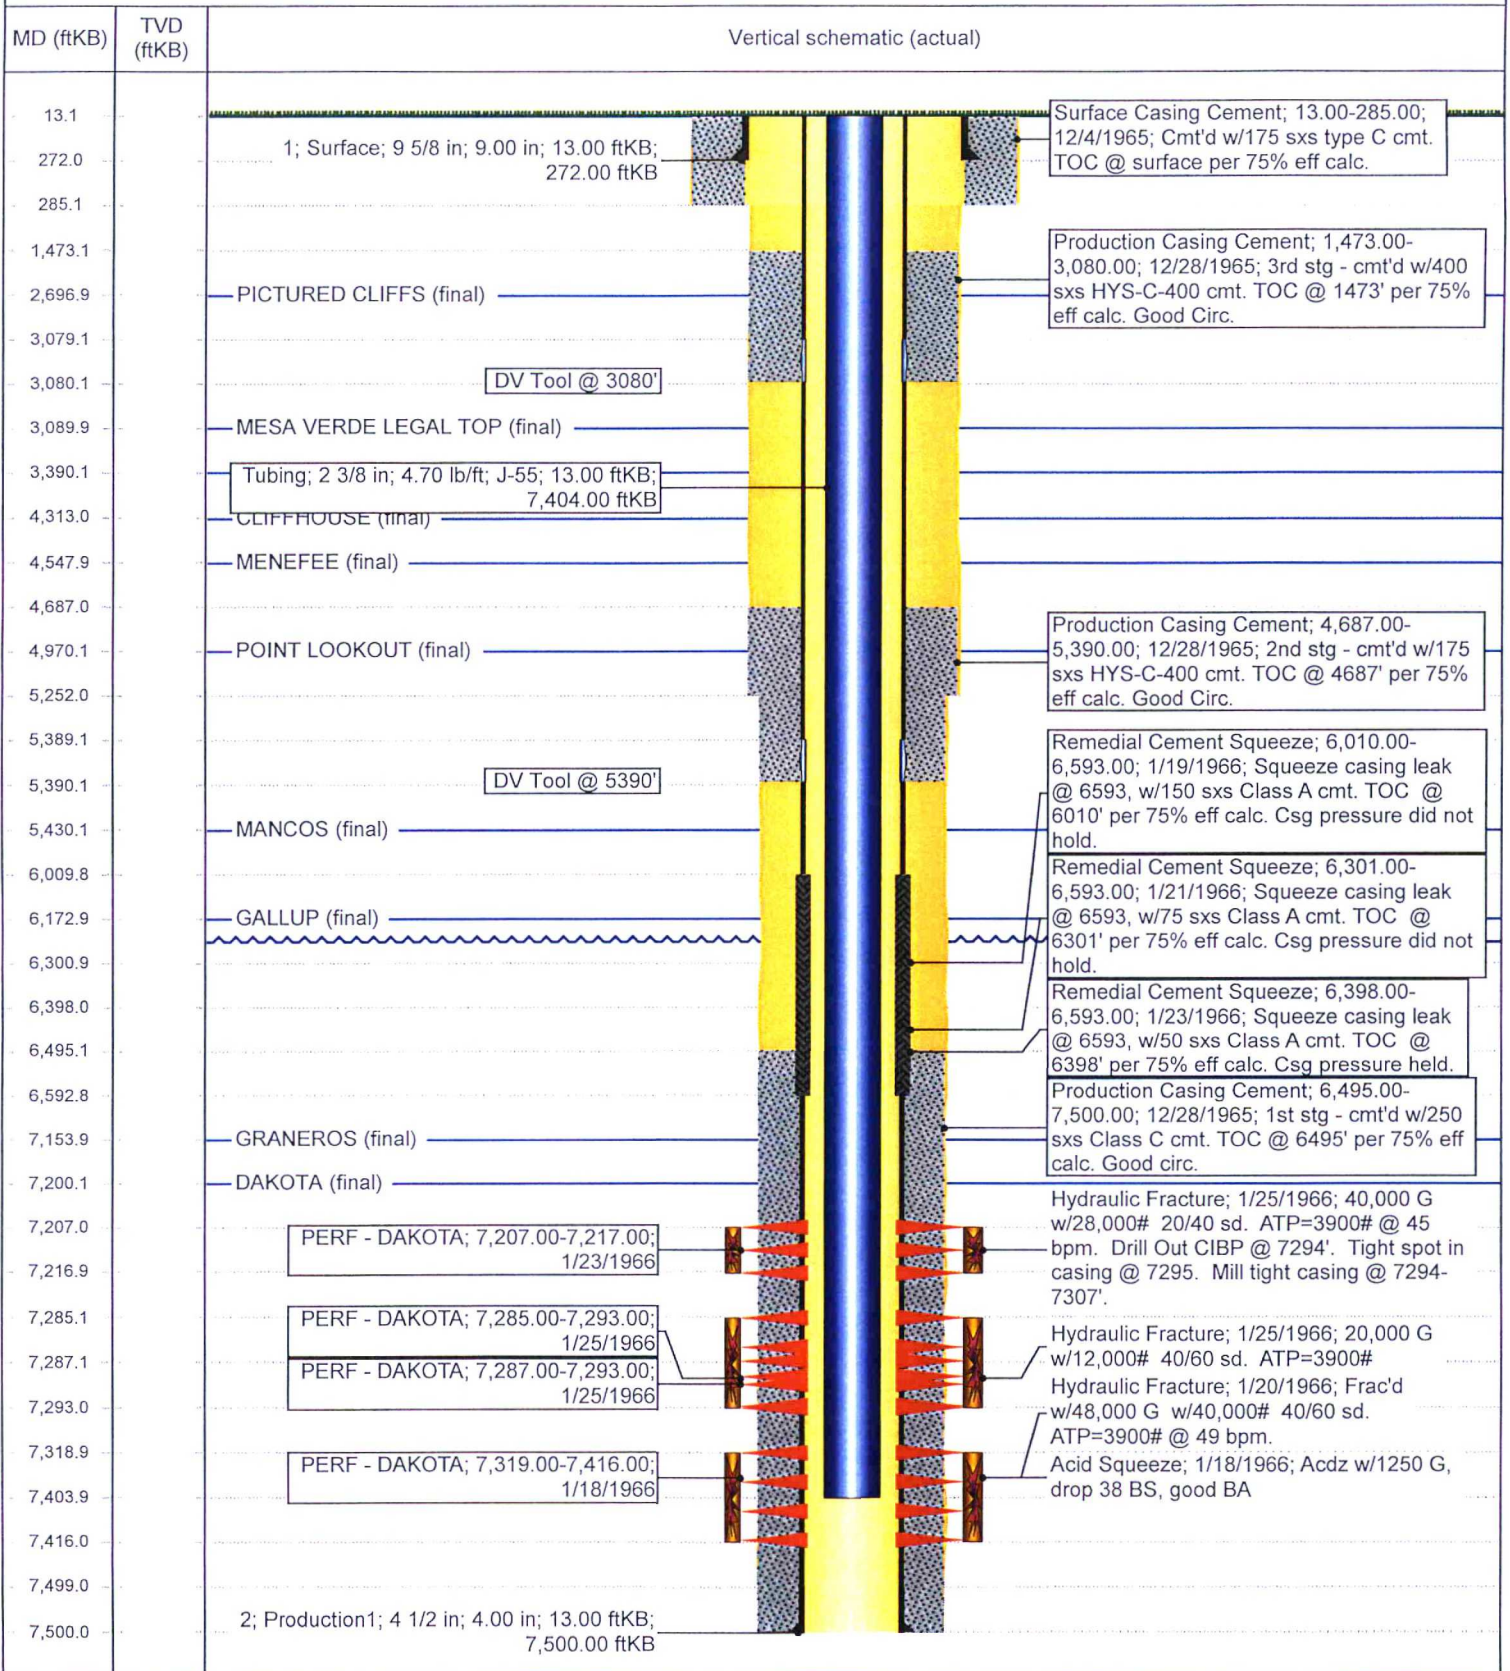 MD (ftKB)
TVD
(ftKB)
Vertical schematic (actual)
13.1
272.0
285.1
1,473.1
2,696.9
3,079.1
3,080.1
3,089.9
3,390.1
4,313.0
4,547.9
4,687.0
4,970.1
5,252.0
5,389.1
5,390.1
5,430.1
6,009.8
6,172.9
6,300.9
6,398.0
6,495.1
6,592.8
7,153.9
7,200.1
7,207.0
7,216.9
7,285.1
7,287.1
7,293.0
7,318.9
7,403.9
7,416.0
7,499.0
7,500.0
1; Surface; 9 5/8 in; 9.00 in; 13.00 ftKB;
272.00 ftKB
PICTURED CLIFFS (final)
DV Tool @ 3080'
MESA VERDE LEGAL TOP (final)
Tubing; 2 3/8 in; 4.70 lb/ft; J-55; 13.00 ftKB;
7,404.00 ftKB
CLIFFHOUSE (final)
MENEFEE (final)
POINT LOOKOUT (final)
DV Tool @ 5390'
MANCOS (final)
GALLUP (final)
GRANEROS (final)
DAKOTA (final)
PERF - DAKOTA; 7,207.00-7,217.00;
1/23/1966
PERF - DAKOTA; 7,285.00-7,293.00;
1/25/1966
PERF - DAKOTA; 7,287.00-7,293.00;
1/25/1966
PERF - DAKOTA; 7,319.00-7,416.00;
1/18/1966
2; Production1; 4 1/2 in; 4.00 in; 13.00 ftKB;
7,500.00 ftKB
Surface Casing Cement; 13.00-285.00;
12/4/1965; Cmt'd w/175 sxs type C cmt.
TOC @ surface per 75% eff calc.
Production Casing Cement; 1,473.00-
3,080.00; 12/28/1965; 3rd stg - cmt'd w/400
sxs HYS-C-400 cmt. TOC @ 1473' per 75%
eff calc. Good Circ.
Production Casing Cement; 4,687.00-
5,390.00; 12/28/1965; 2nd stg - cmt'd w/175
sxs HYS-C-400 cmt. TOC @ 4687' per 75%
eff calc. Good Circ.
Remedial Cement Squeeze; 6,010.00-
6,593.00; 1/19/1966; Squeeze casing leak
@ 6593, w/150 sxs Class A cmt. TOC @
6010' per 75% eff calc. Csg pressure did not
hold.
Remedial Cement Squeeze; 6,301.00-
6,593.00; 1/21/1966; Squeeze casing leak
@ 6593, w/75 sxs Class A cmt. TOC @
6301' per 75% eff calc. Csg pressure did not
hold.
Remedial Cement Squeeze; 6,398.00-
6,593.00; 1/23/1966; Squeeze casing leak
@ 6593, w/50 sxs Class A cmt. TOC @
6398' per 75% eff calc. Csg pressure held.
Production Casing Cement; 6,495.00-
7,500.00; 12/28/1965; 1st stg - cmt'd w/250
sxs Class C cmt. TOC @ 6495' per 75% eff
calc. Good circ.
Hydraulic Fracture; 1/25/1966; 40,000 G
w/28,000# 20/40 sd. ATP=3900# @ 45
bpm. Drill Out CIBP @ 7294'. Tight spot in
casing @ 7295. Mill tight casing @ 7294-
7307'.
Hydraulic Fracture; 1/25/1966; 20,000 G
w/12,000# 40/60 sd. ATP=3900#
Hydraulic Fracture; 1/20/1966; Frac'd
w/48,000 G w/40,000# 40/60 sd.
ATP=3900# @ 49 bpm.
Acid Squeeze; 1/18/1966; Acdz w/1250 G,
drop 38 BS, good BA